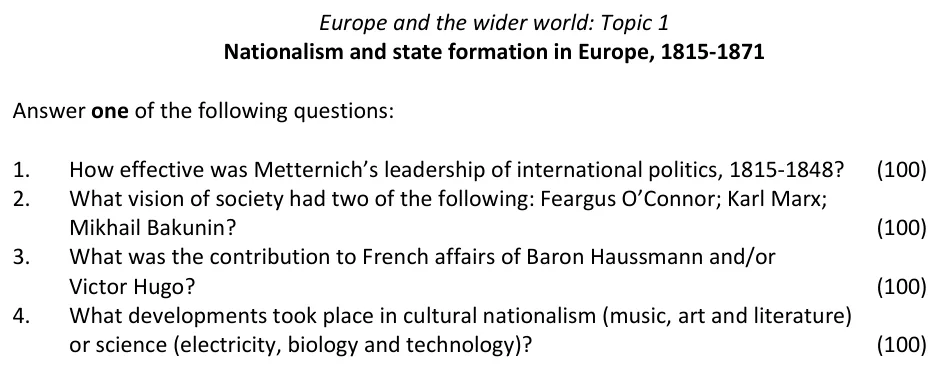 Europe and the wider world: Topic 1
Nationalism and state formation in Europe, 1815-1871
Answer one of the following questions:
1. How effective was Metternich’s leadership of international politics, 1815-1848? (100)
2. What vision of society had two of the following: Feargus O’Connor; Karl Marx;
Mikhail Bakunin? (100)
3. What was the contribution to French affairs of Baron Haussmann and/or
Victor Hugo? (100)
4. What developments took place in cultural nationalism (music, art and literature)
or science (electricity, biology and technology)? (100)